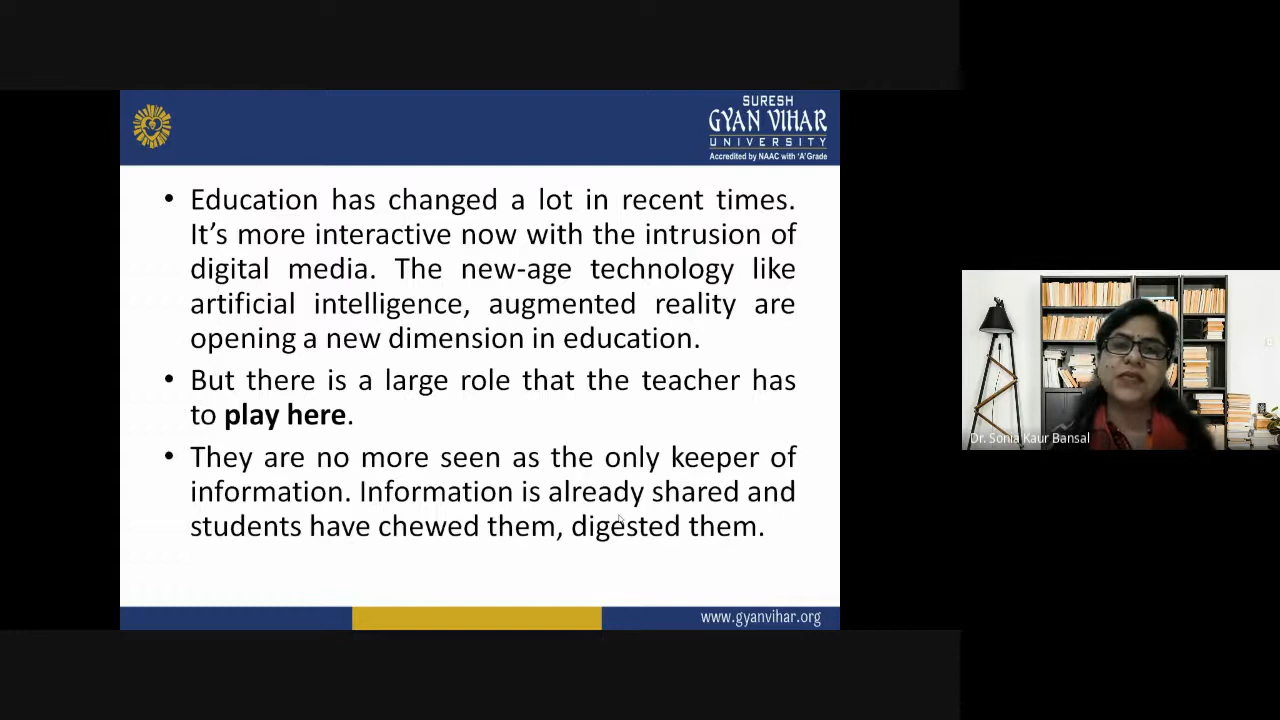 SURESH
GYAN VIHAR
UNIVERSITY
Accredited by NAAC with 'A' Grade
• Education has changed a lot in recent times.
It's more interactive now with the intrusion of
digital media. The new-age technology like
artificial intelligence, augmented reality are
opening a new dimension in education.
• But there is a large role that the teacher has
to play here.
• They are no more seen as the only keeper of
information. Information is already shared and
students have chewed them, digested them.
www.gyanvihar.org
Dr. Sonia Kaur Bansal